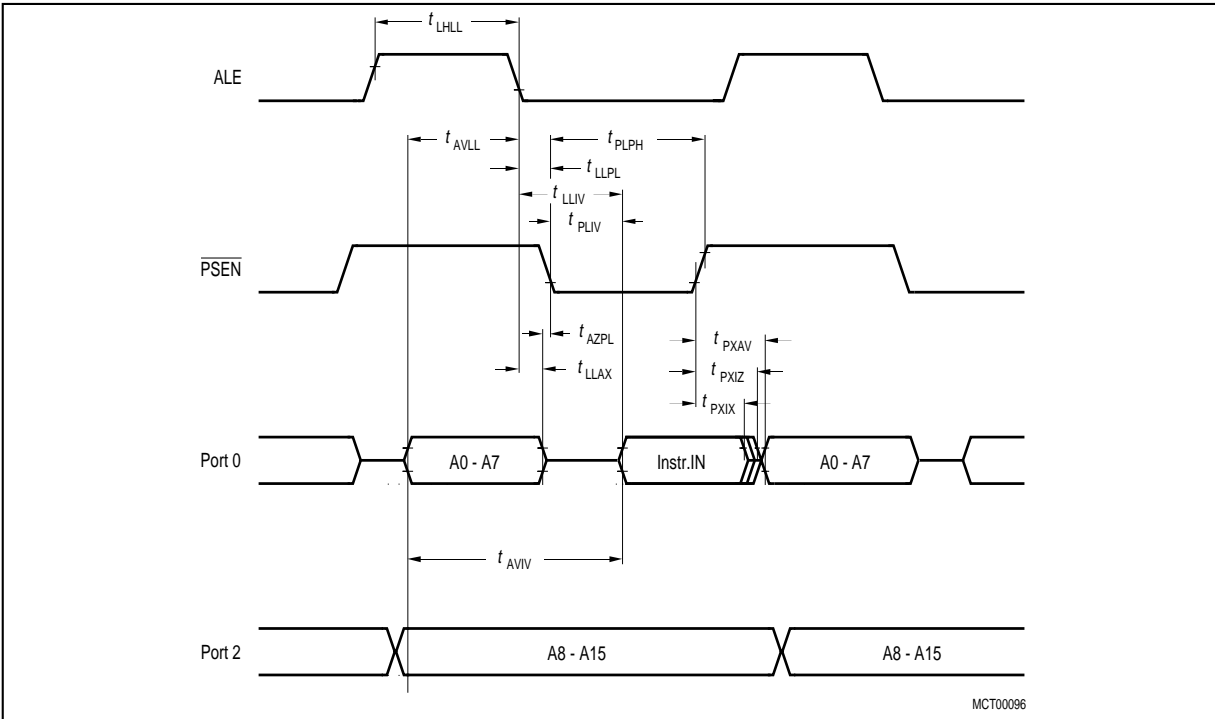 t LHLL
ALE
t AVLL
t PLPH
t LLPL
t LLIV
t PLIV
PSEN
t AZPL
t PXAV
t LLAX
t PXIZ
t PXIX
Port 0
A0 - A7
Instr.IN
A0 - A7
t AVIV
Port 2
A8 - A15
A8 - A15
MCT00096